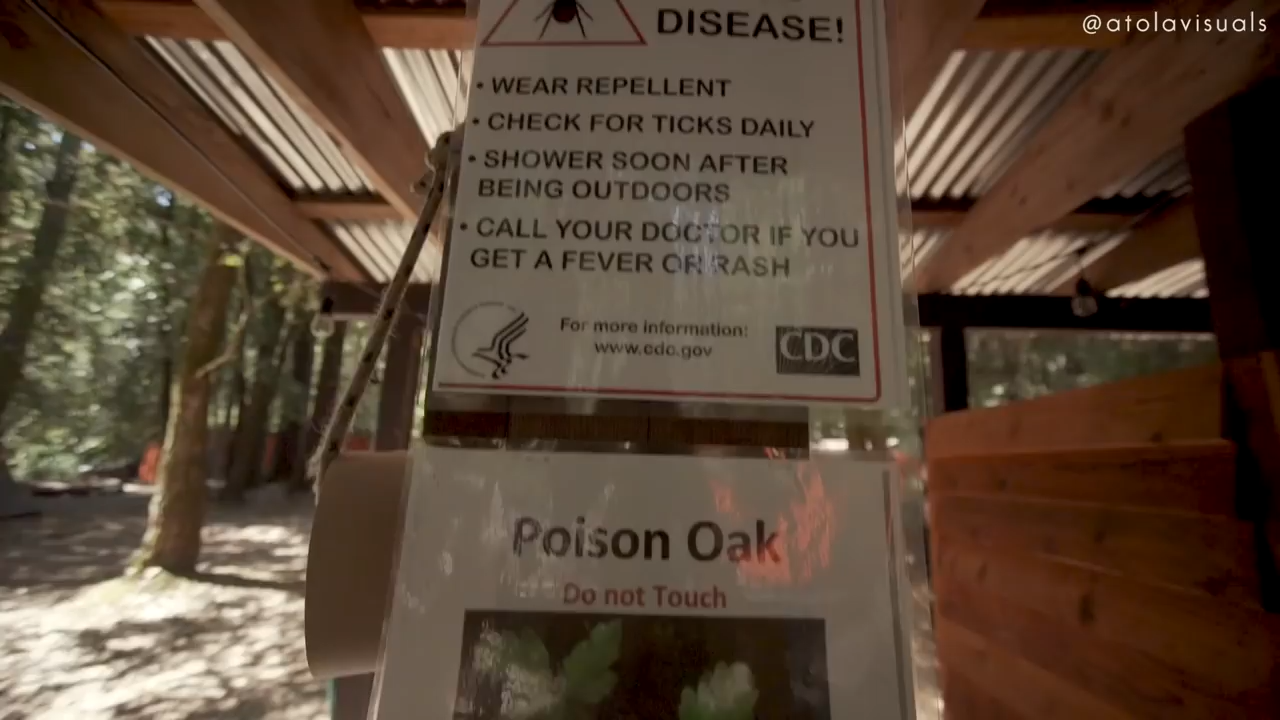 @atolavisuals
DISEASE!
• WEAR REPELLENT
• CHECK FOR TICKS DAILY
• SHOWER SOON AFTER
BEING OUTDOORS
• CALL YOUR DOCTOR IF YOU
GET A FEVER OR RASH
For more information:
www.cdc.gov
CDC
Poison Oak
Do not Touch